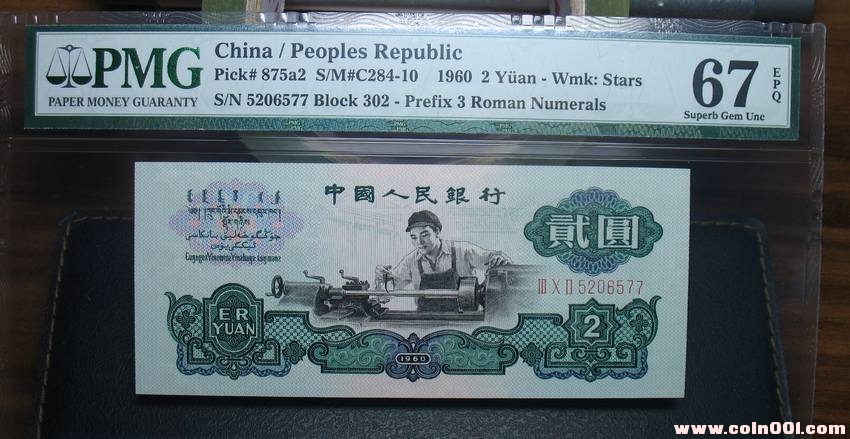 PMG
PAPER MONEY GUARANTY
China / Peoples Republic
Pick# 875a2 S/M#C284-10 1960 2 Yüan - Wmk: Stars
S/N 5206577 Block 302 - Prefix 3 Roman Numerals
67
EPQ
Superb Gem Unc
中國人民銀行
貳圓
Ⅲ Ⅹ Ⅱ 5206577
ER
YUAN
1960
2
www.coin001.com